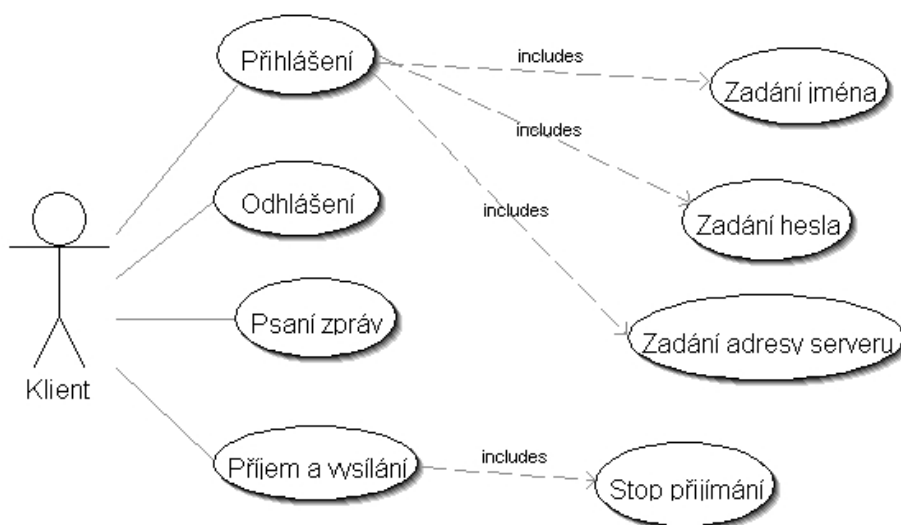 Přihlášení
includes
Zadání jména
includes
Odhlášení
includes
Zadání hesla
Psaní zpráv
Zadání adresy serveru
Klient
Příjem a vysílání
includes
Stop přijímání